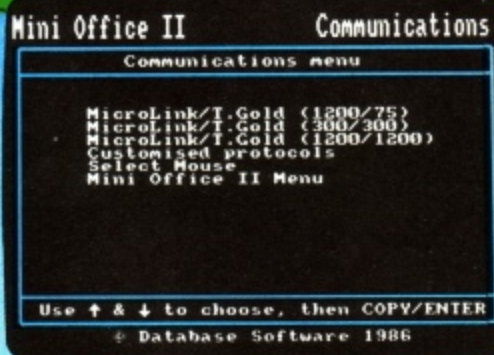 Mini Office II Communications
Communications menu
MicroLink/T.Gold (1200/75)
MicroLink/T.Gold (300/300)
MicroLink/T.Gold (1200/1200)
Customised protocols
Select Mouse
Mini Office II Menu
Use ↑ & ↓ to choose, then COPY/ENTER
Database Software 1986